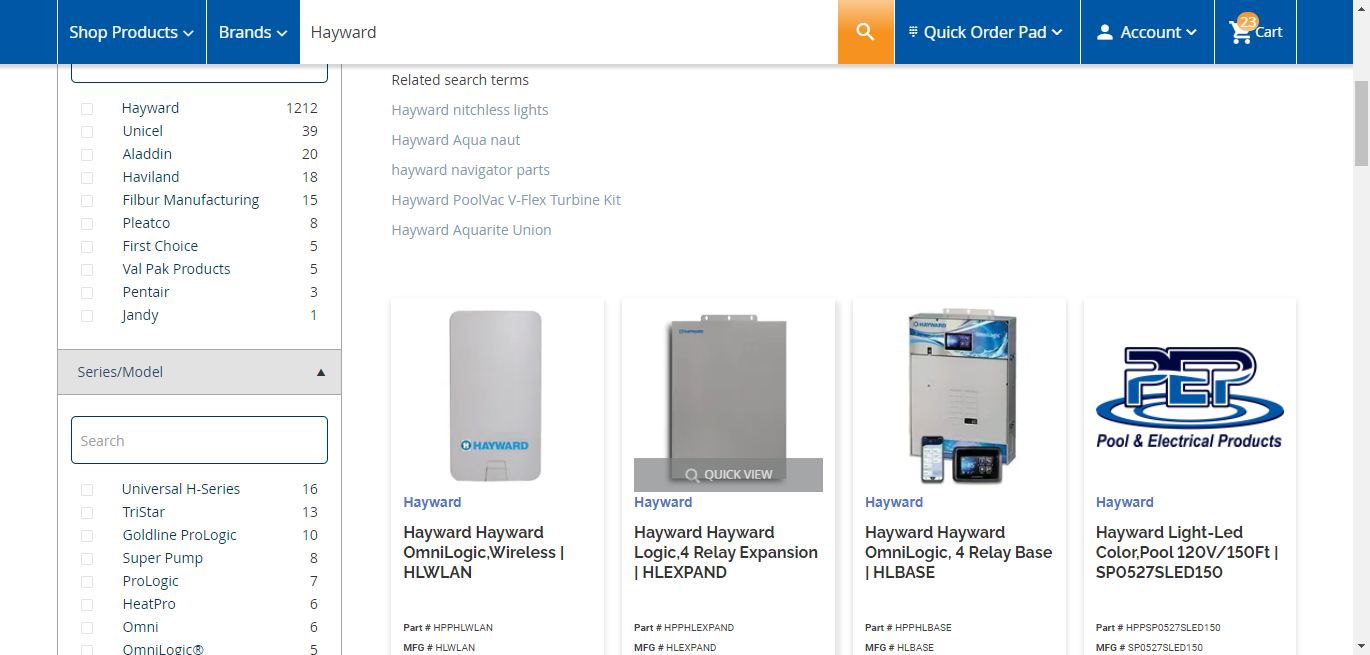 Shop Products
Brands
Hayward
Quick Order Pad
Account
23
Cart
Hayward 1212
Unicel 39
Aladdin 20
Haviland 18
Filbur Manufacturing 15
Pleatco 8
First Choice 5
Val Pak Products 5
Pentair 3
Jandy 1
Series/Model
Search
Universal H-Series 16
TriStar 13
Goldline ProLogic 10
Super Pump 8
ProLogic 7
HeatPro 6
Omni 6
OmniLogic® 5
Related search terms
Hayward nitchless lights
Hayward Aqua naut
hayward navigator parts
Hayward PoolVac V-Flex Turbine Kit
Hayward Aquarite Union
HAYWARD
Hayward
Hayward Hayward
OmniLogic,Wireless |
HLWLAN
Part # HPPHLWLAN
MFG # HLWLAN
HAYWARD
QUICK VIEW
Hayward
Hayward Hayward
Logic,4 Relay Expansion
| HLEXPAND
Part # HPPHLEXPAND
MFG # HLEXPAND
HAYWARD
Hayward
Hayward Hayward
OmniLogic, 4 Relay Base
| HLBASE
Part # HPPHLBASE
MFG # HLBASE
PEP
Pool & Electrical Products
Hayward
Hayward Light-Led
Color,Pool 120V/150Ft |
SP0527SLED150
Part # HPPSP0527SLED150
MFG # SP0527SLED150